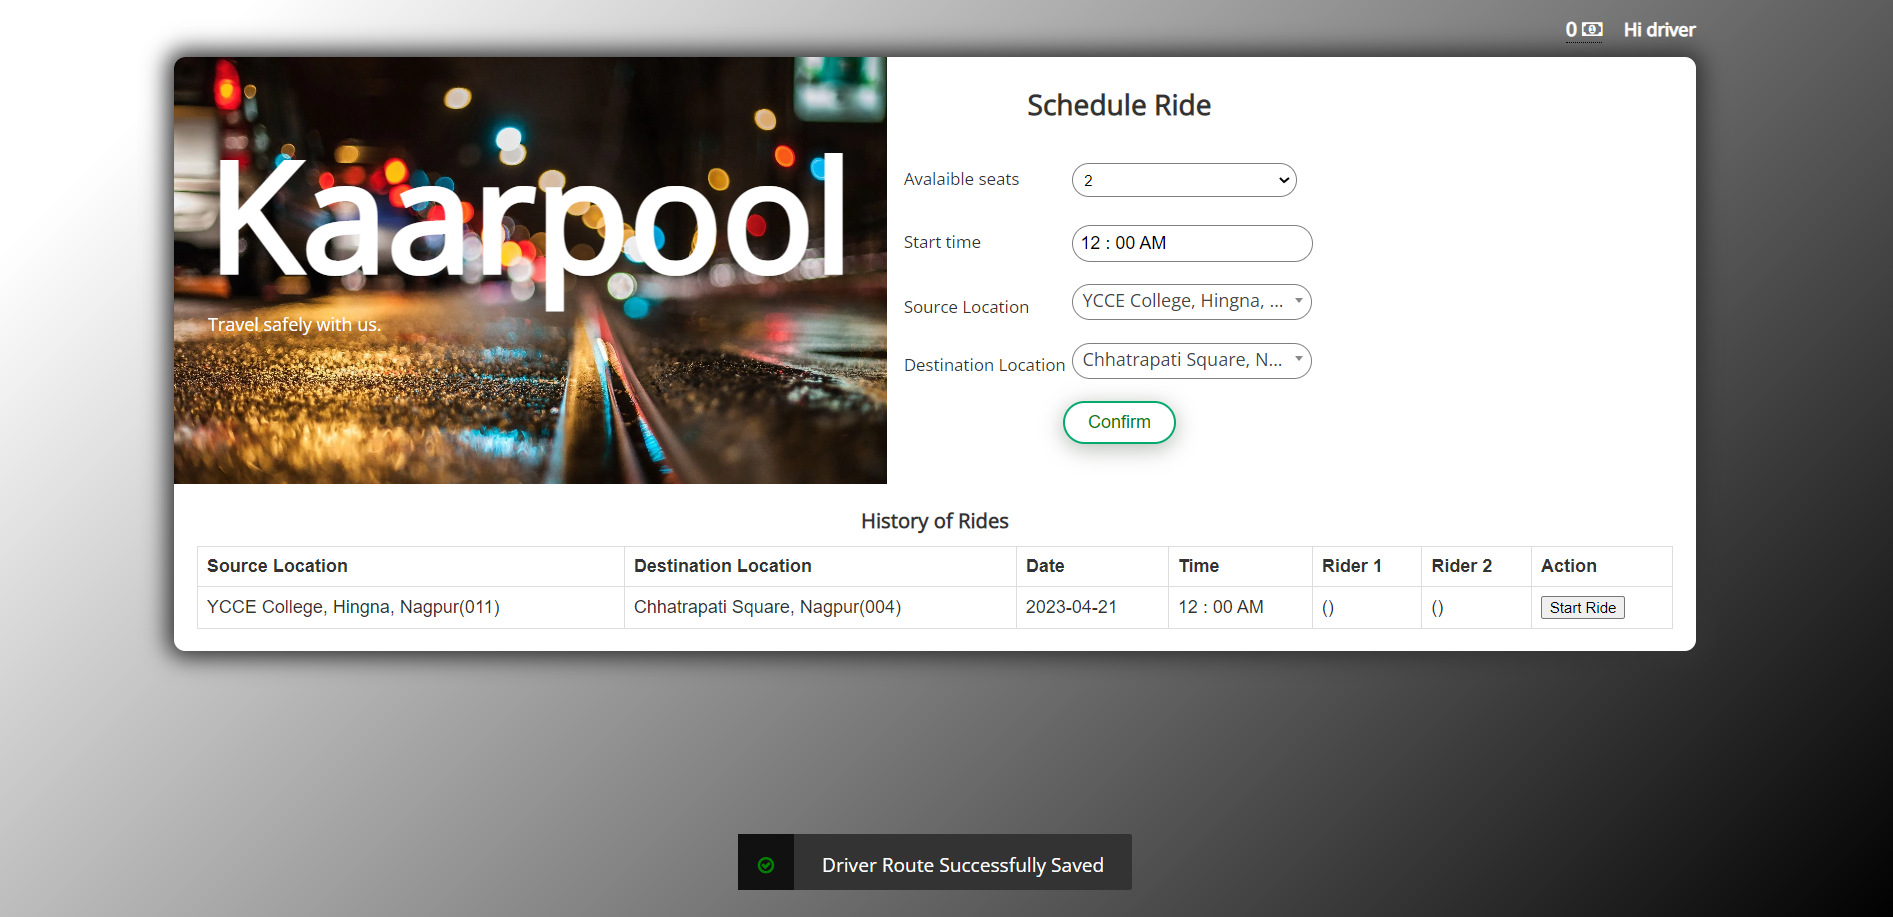 0 Hi driver
Kaarpool
Travel safely with us.
Schedule Ride
Avalaible seats 2
Start time 12 : 00 AM
Source Location YCCE College, Hingna, ...
Destination Location Chhatrapati Square, N...
Confirm
History of Rides
Source Location Destination Location Date Time Rider 1 Rider 2 Action
YCCE College, Hingna, Nagpur(011) Chhatrapati Square, Nagpur(004) 2023-04-21 12 : 00 AM () () Start Ride
Driver Route Successfully Saved